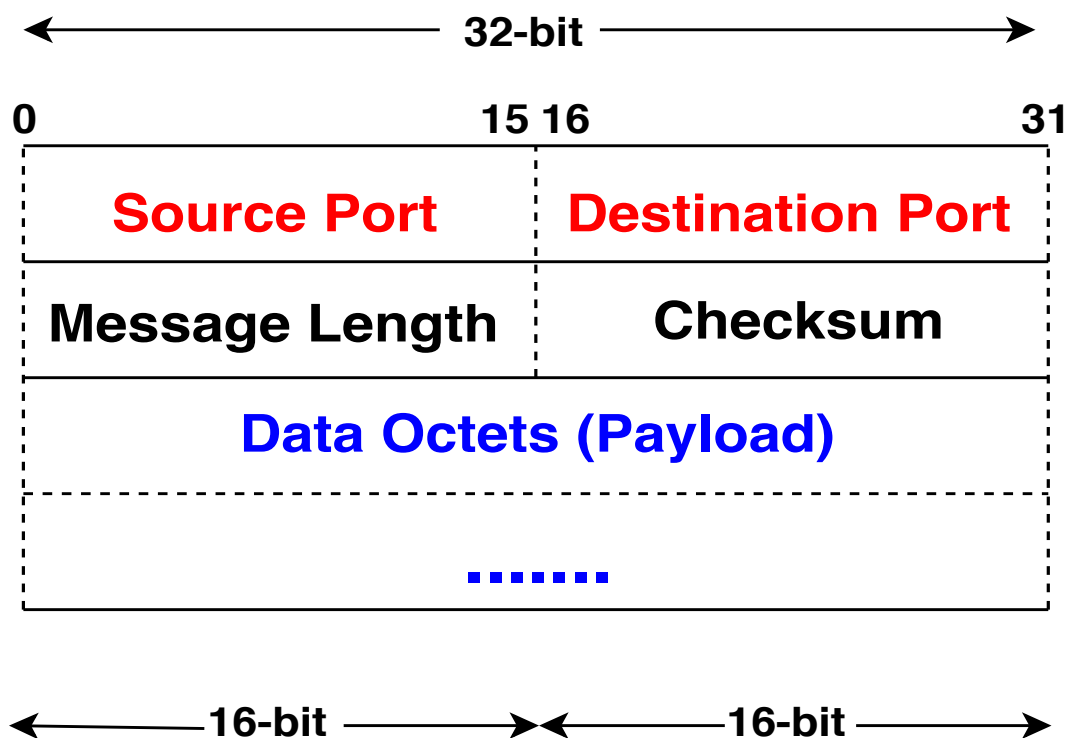 32-bit
0 15 16 31
Source Port Destination Port
Message Length Checksum
Data Octets (Payload)
.......
16-bit 16-bit